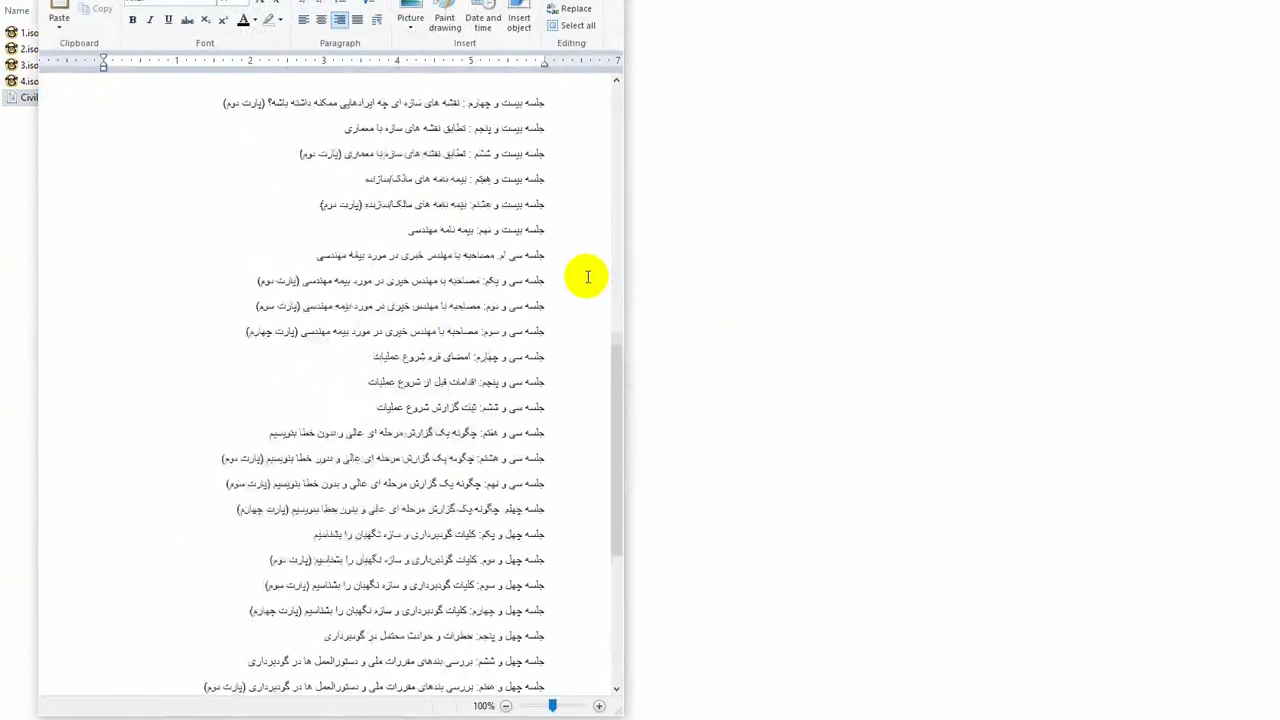 Name
1.iso
2.iso
3.iso
4.iso
Civil
Paste
Copy
Clipboard
B I U abc X₂ X² A
Font
Paragraph
Picture
Paint drawing
Date and time
Insert object
Insert
Replace
Select all
Editing
1 2 3 4 5 7
جلسه بیست و چهارم : نقشه های سازه ای چه ایرادهایی ممکنه داشته باشه؟ (پارت دوم)
جلسه بیست و پنجم : تطابق نقشه های سازه با معماری
جلسه بیست و ششم : تطابق نقشه های سازه با معماری (پارت دوم)
جلسه بیست و هفتم : بیمه نامه های مالک/سازنده
جلسه بیست و هشتم: بیمه نامه های مالک/سازنده (پارت دوم)
جلسه بیست و نهم: بیمه نامه مهندسی
جلسه سی ام: مصاحبه با مهندس خیری در مورد بیمه مهندسی
جلسه سی و یکم: مصاحبه با مهندس خیری در مورد بیمه مهندسی (پارت دوم)
جلسه سی و دوم: مصاحبه با مهندس خیری در مورد بیمه مهندسی (پارت سوم)
جلسه سی و سوم: مصاحبه با مهندس خیری در مورد بیمه مهندسی (پارت چهارم)
جلسه سی و چهارم: امضای فرم شروع عملیات
جلسه سی و پنجم: اقدامات قبل از شروع عملیات
جلسه سی و ششم: ثبت گزارش شروع عملیات
جلسه سی و هفتم: چگونه یک گزارش مرحله ای عالی و بدون خطا بنویسیم
جلسه سی و هشتم: چگونه یک گزارش مرحله ای عالی و بدون خطا بنویسیم (پارت دوم)
جلسه سی و نهم: چگونه یک گزارش مرحله ای عالی و بدون خطا بنویسیم (پارت سوم)
جلسه چهلم: چگونه یک گزارش مرحله ای عالی و بدون خطا بنویسیم (پارت چهارم)
جلسه چهل و یکم: کلیات گودبرداری و سازه نگهبان را بشناسیم
جلسه چهل و دوم: کلیات گودبرداری و سازه نگهبان را بشناسیم (پارت دوم)
جلسه چهل و سوم: کلیات گودبرداری و سازه نگهبان را بشناسیم (پارت سوم)
جلسه چهل و چهارم: کلیات گودبرداری و سازه نگهبان را بشناسیم (پارت چهارم)
جلسه چهل و پنجم: خطرات و حوادث محتمل در گودبرداری
جلسه چهل و ششم: بررسی بندهای مقررات ملی و دستورالعمل ها در گودبرداری
جلسه چهل و هفتم: بررسی بندهای مقررات ملی و دستورالعمل ها در گودبرداری (پارت دوم)
100%